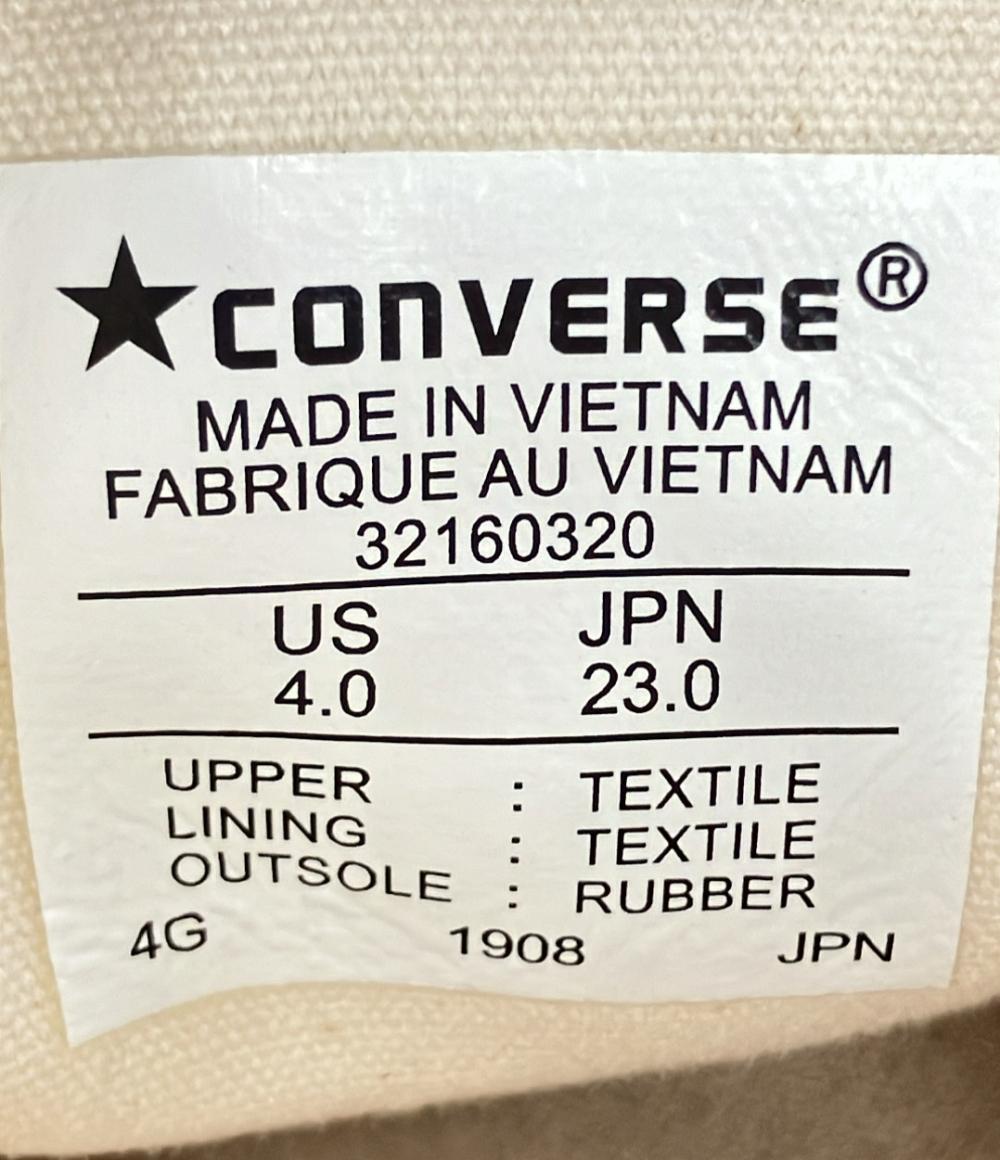 ★CONVERSE®
MADE IN VIETNAM
FABRIQUE AU VIETNAM
32160320
US JPN
4.0 23.0
UPPER : TEXTILE
LINING : TEXTILE
OUTSOLE : RUBBER
4G 1908 JPN